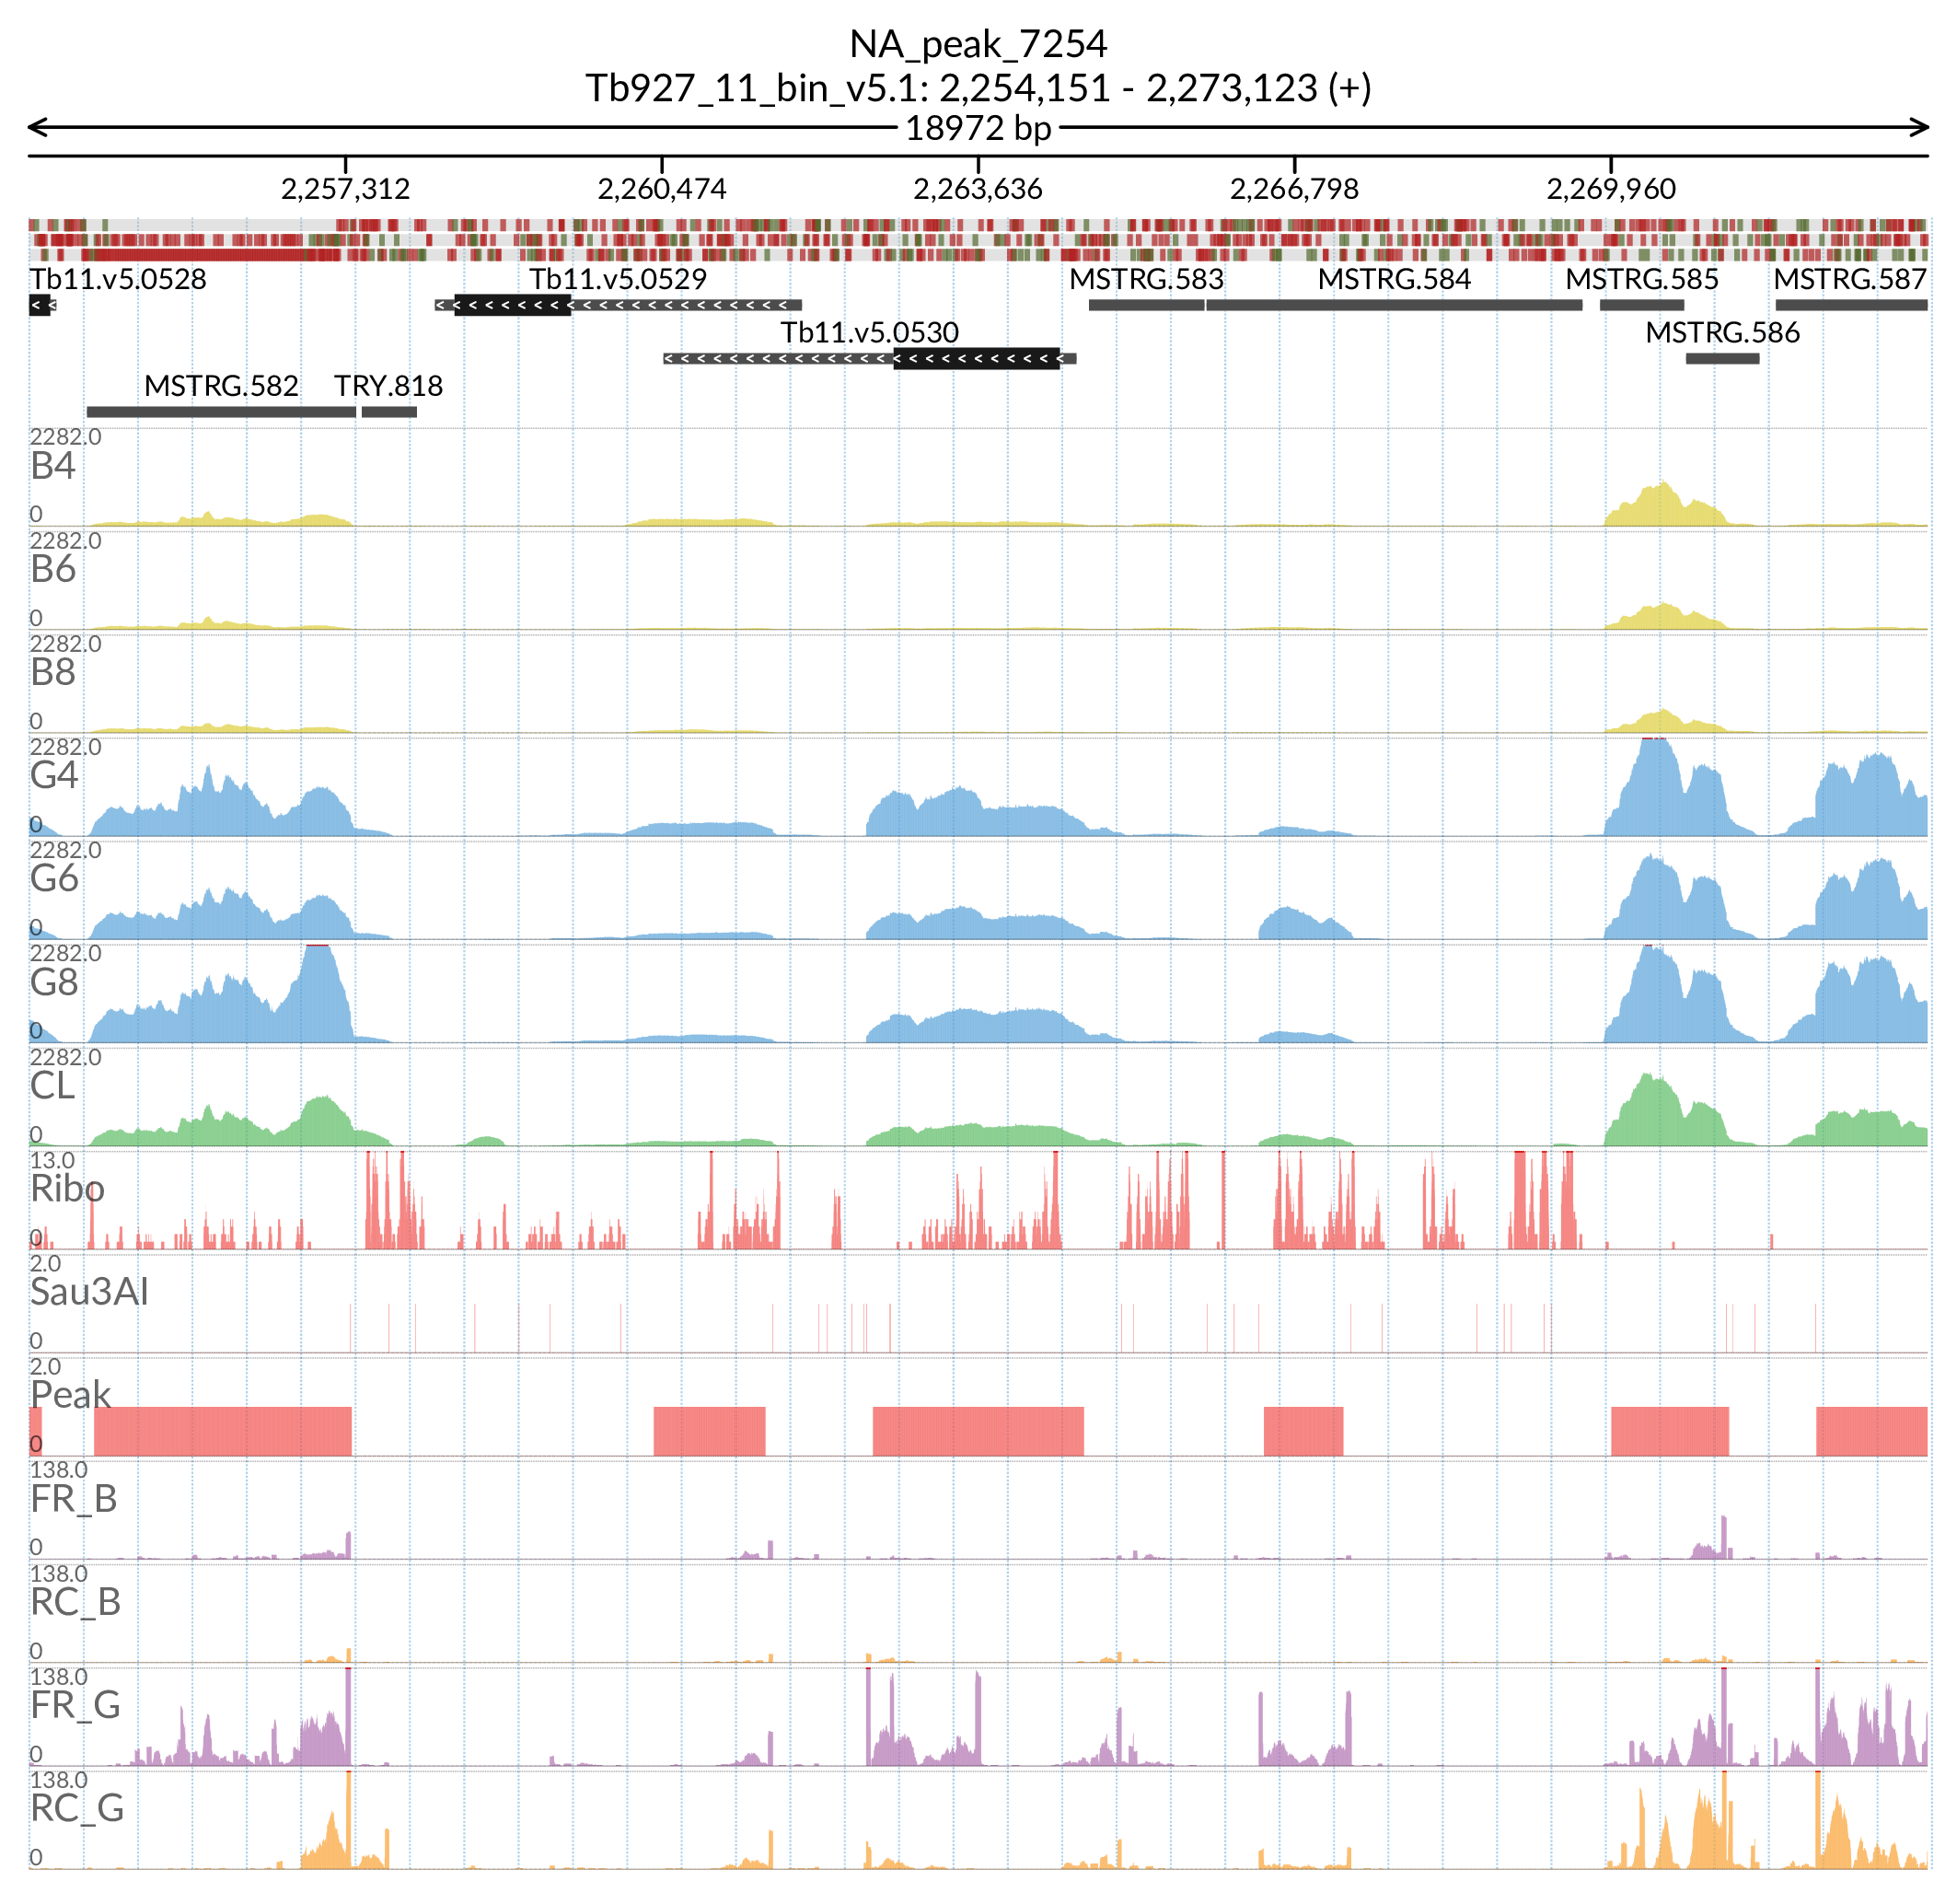 NA_peak_7254
Tb927_11_bin_v5.1: 2,254,151 - 2,273,123 (+)
18972 bp
2,257,312 2,260,474 2,263,636 2,266,798 2,269,960
Tb11.v5.0528 Tb11.v5.0529 MSTRG.583 MSTRG.584 MSTRG.585 MSTRG.587
Tb11.v5.0530 MSTRG.586
MSTRG.582 TRY.818
2282.0
B4
0
2282.0
B6
0
2282.0
B8
0
2282.0
G4
0
2282.0
G6
0
2282.0
G8
0
2282.0
CL
0
13.0
Ribo
0
2.0
Sau3AI
0
2.0
Peak
0
138.0
FR_B
0
138.0
RC_B
0
138.0
FR_G
0
138.0
RC_G
0